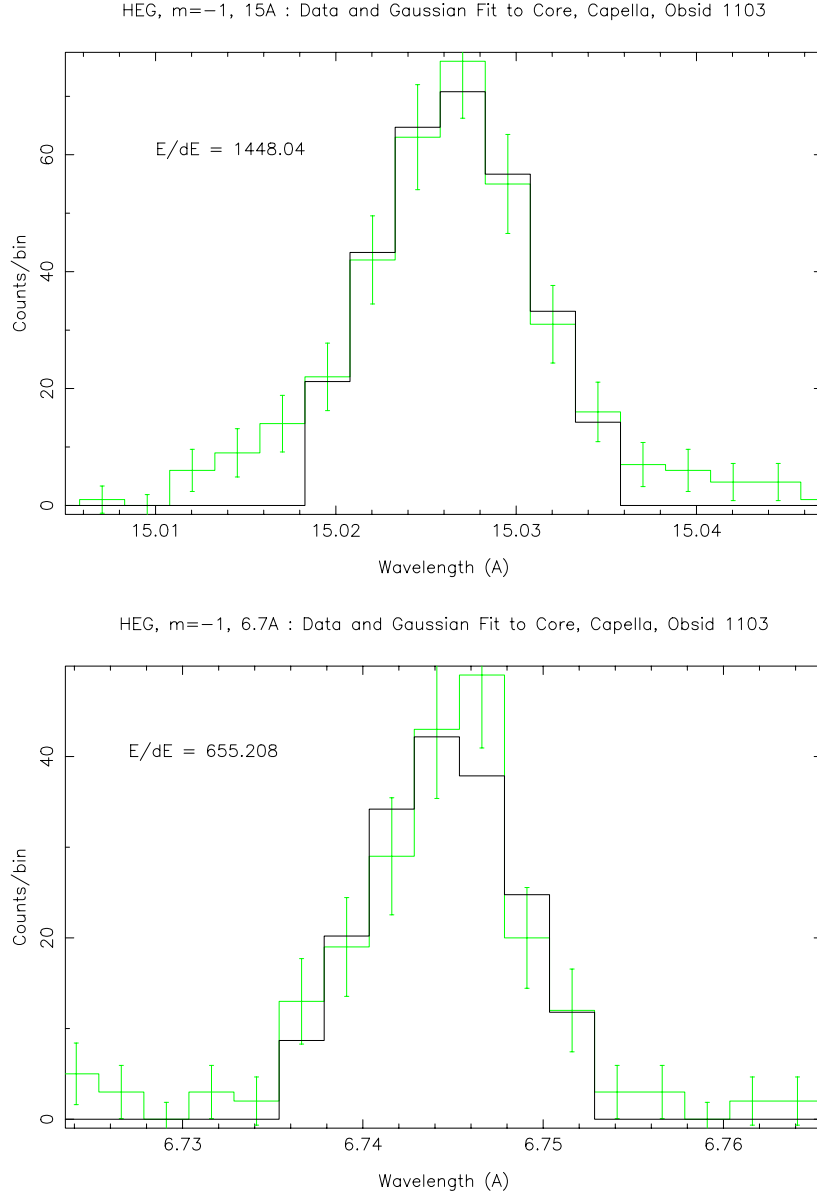 HEG, m=−1, 15A : Data and Gaussian Fit to Core, Capella, Obsid 1103
E/dE = 1448.04
Counts/bin
60
40
20
0
15.01 15.02 15.03 15.04
Wavelength (A)
HEG, m=−1, 6.7A : Data and Gaussian Fit to Core, Capella, Obsid 1103
E/dE = 655.208
Counts/bin
40
20
0
6.73 6.74 6.75 6.76
Wavelength (A)